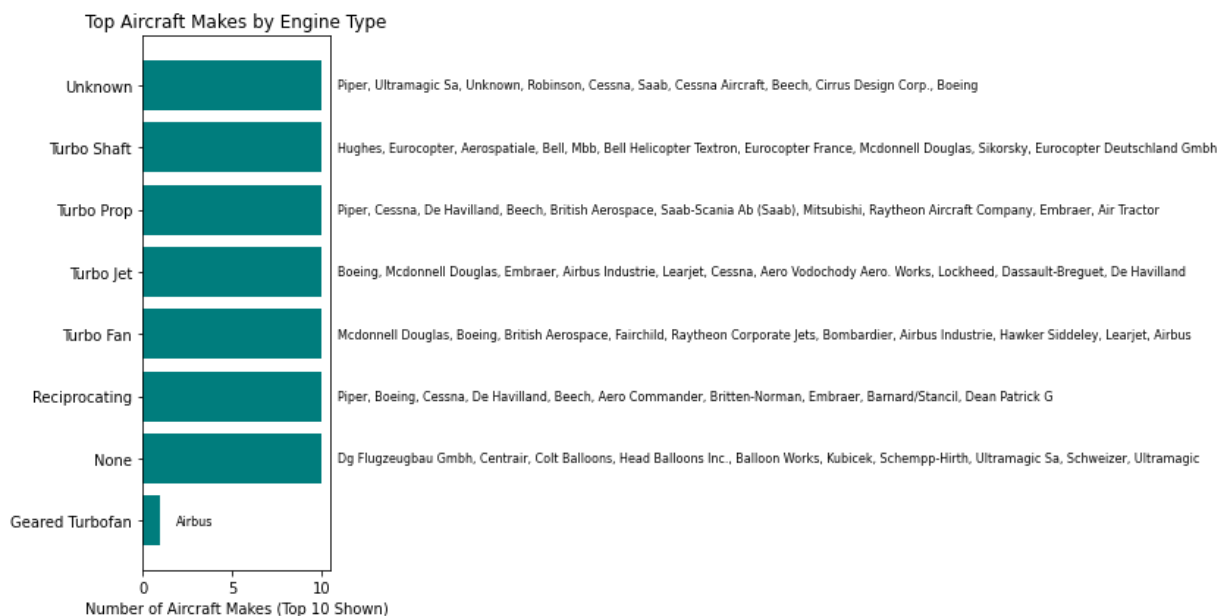 Top Aircraft Makes by Engine Type
Unknown
Piper, Ultramagic Sa, Unknown, Robinson, Cessna, Saab, Cessna Aircraft, Beech, Cirrus Design Corp., Boeing
Turbo Shaft
Hughes, Eurocopter, Aerospatiale, Bell, Mbb, Bell Helicopter Textron, Eurocopter France, Mcdonnell Douglas, Sikorsky, Eurocopter Deutschland Gmbh
Turbo Prop
Piper, Cessna, De Havilland, Beech, British Aerospace, Saab-Scania Ab (Saab), Mitsubishi, Raytheon Aircraft Company, Embraer, Air Tractor
Turbo Jet
Boeing, Mcdonnell Douglas, Embraer, Airbus Industrie, Learjet, Cessna, Aero Vodochody Aero. Works, Lockheed, Dassault-Breguet, De Havilland
Turbo Fan
Mcdonnell Douglas, Boeing, British Aerospace, Fairchild, Raytheon Corporate Jets, Bombardier, Airbus Industrie, Hawker Siddeley, Learjet, Airbus
Reciprocating
Piper, Boeing, Cessna, De Havilland, Beech, Aero Commander, Britten-Norman, Embraer, Barnard/Stancil, Dean Patrick G
None
Dg Flugzeugbau Gmbh, Centrair, Colt Balloons, Head Balloons Inc., Balloon Works, Kubicek, Schempp-Hirth, Ultramagic Sa, Schweizer, Ultramagic
Geared Turbofan
Airbus
0 5 10
Number of Aircraft Makes (Top 10 Shown)